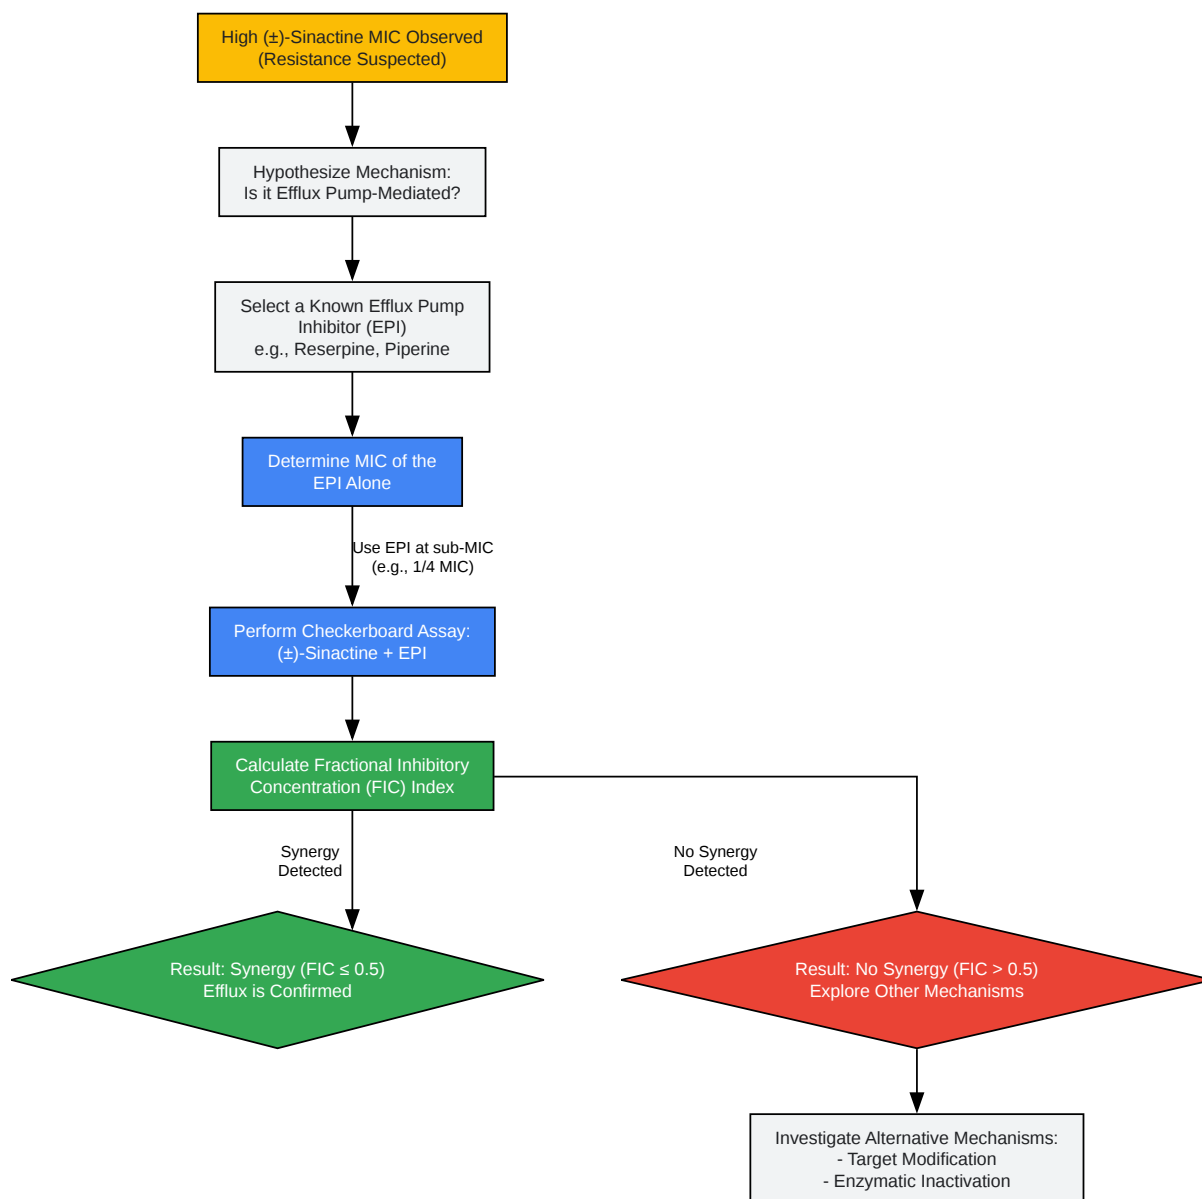 High (±)-Sinactine MIC Observed
(Resistance Suspected)
Hypothesize Mechanism:
Is it Efflux Pump-Mediated?
Select a Known Efflux Pump
Inhibitor (EPI)
e.g., Reserpine, Piperine
Determine MIC of the
EPI Alone
Use EPI at sub-MIC
(e.g., 1/4 MIC)
Perform Checkerboard Assay:
(±)-Sinactine + EPI
Calculate Fractional Inhibitory
Concentration (FIC) Index
Synergy
Detected
No Synergy
Detected
Result: Synergy (FIC ≤ 0.5)
Efflux is Confirmed
Result: No Synergy (FIC > 0.5)
Explore Other Mechanisms
Investigate Alternative Mechanisms:
- Target Modification
- Enzymatic Inactivation